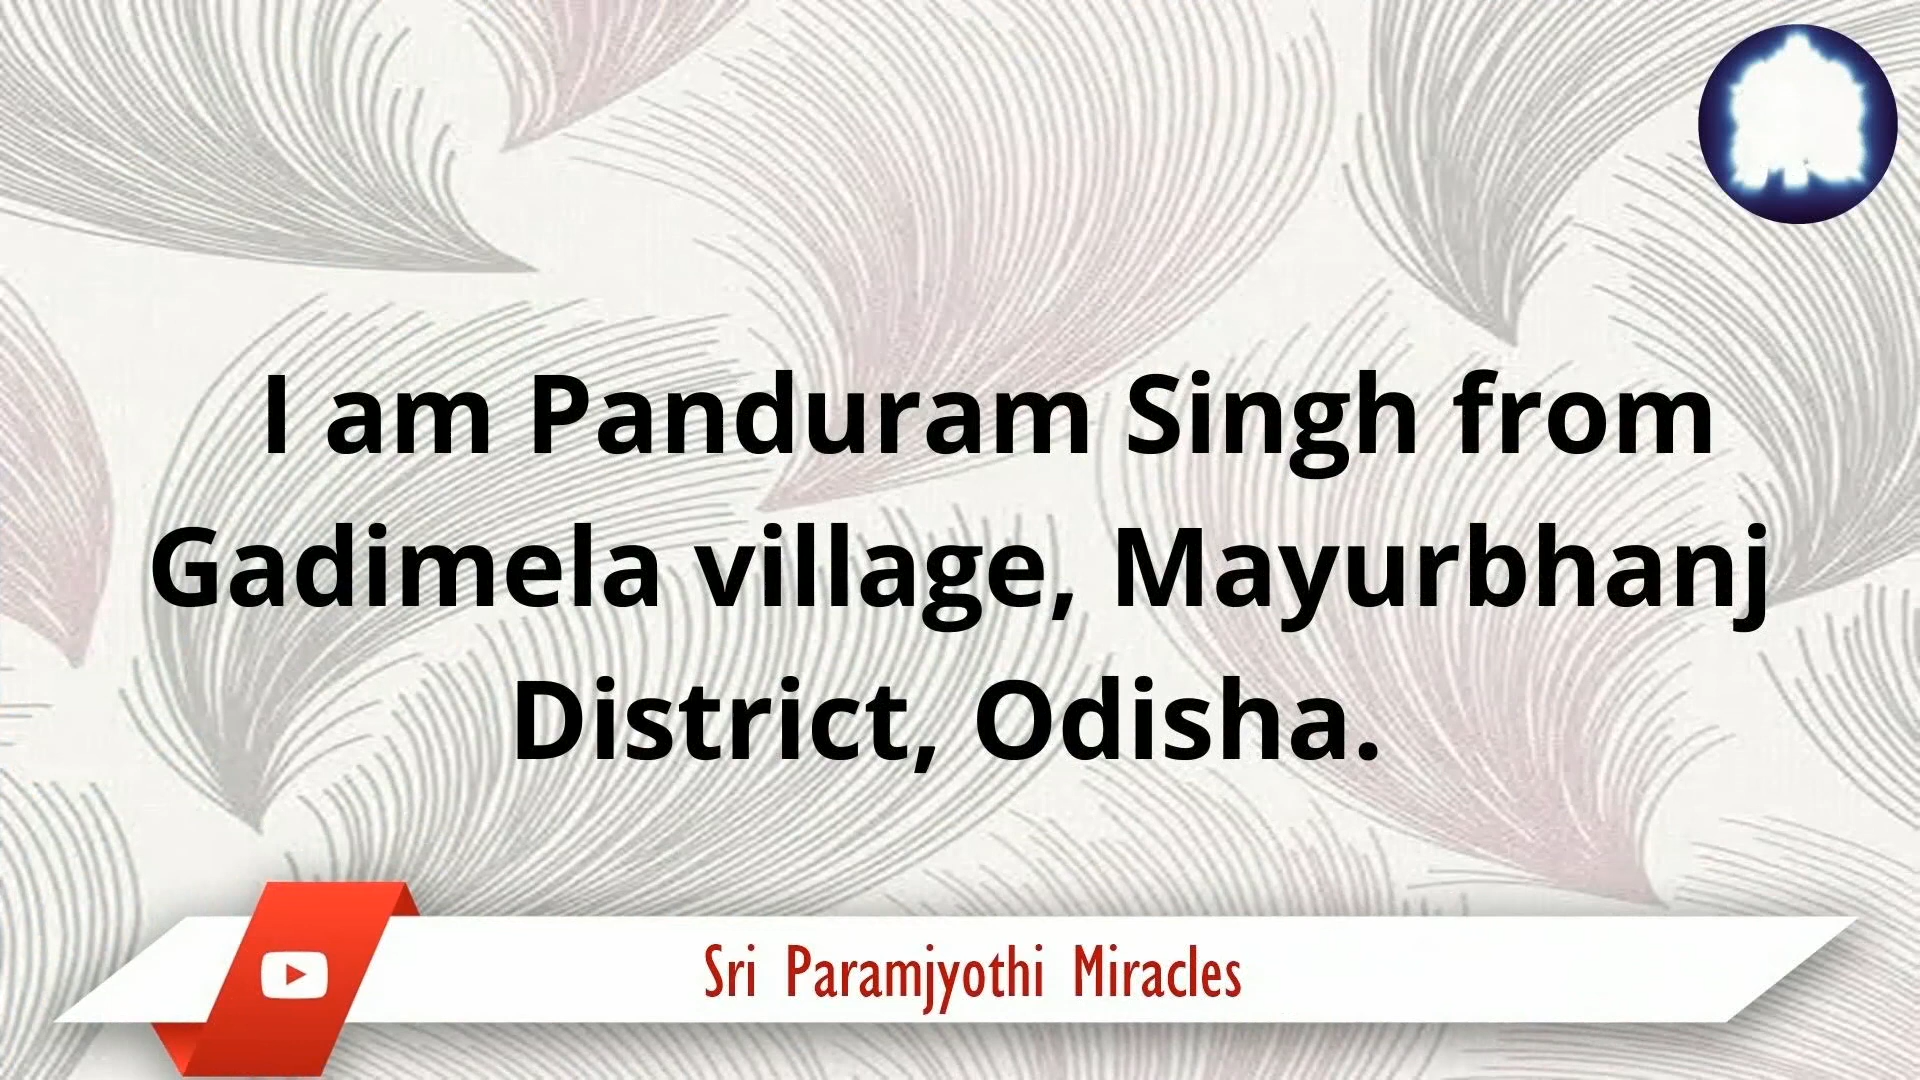 I am Panduram Singh from
Gadimela village, Mayurbhanj
District, Odisha.
Sri Paramjyothi Miracles